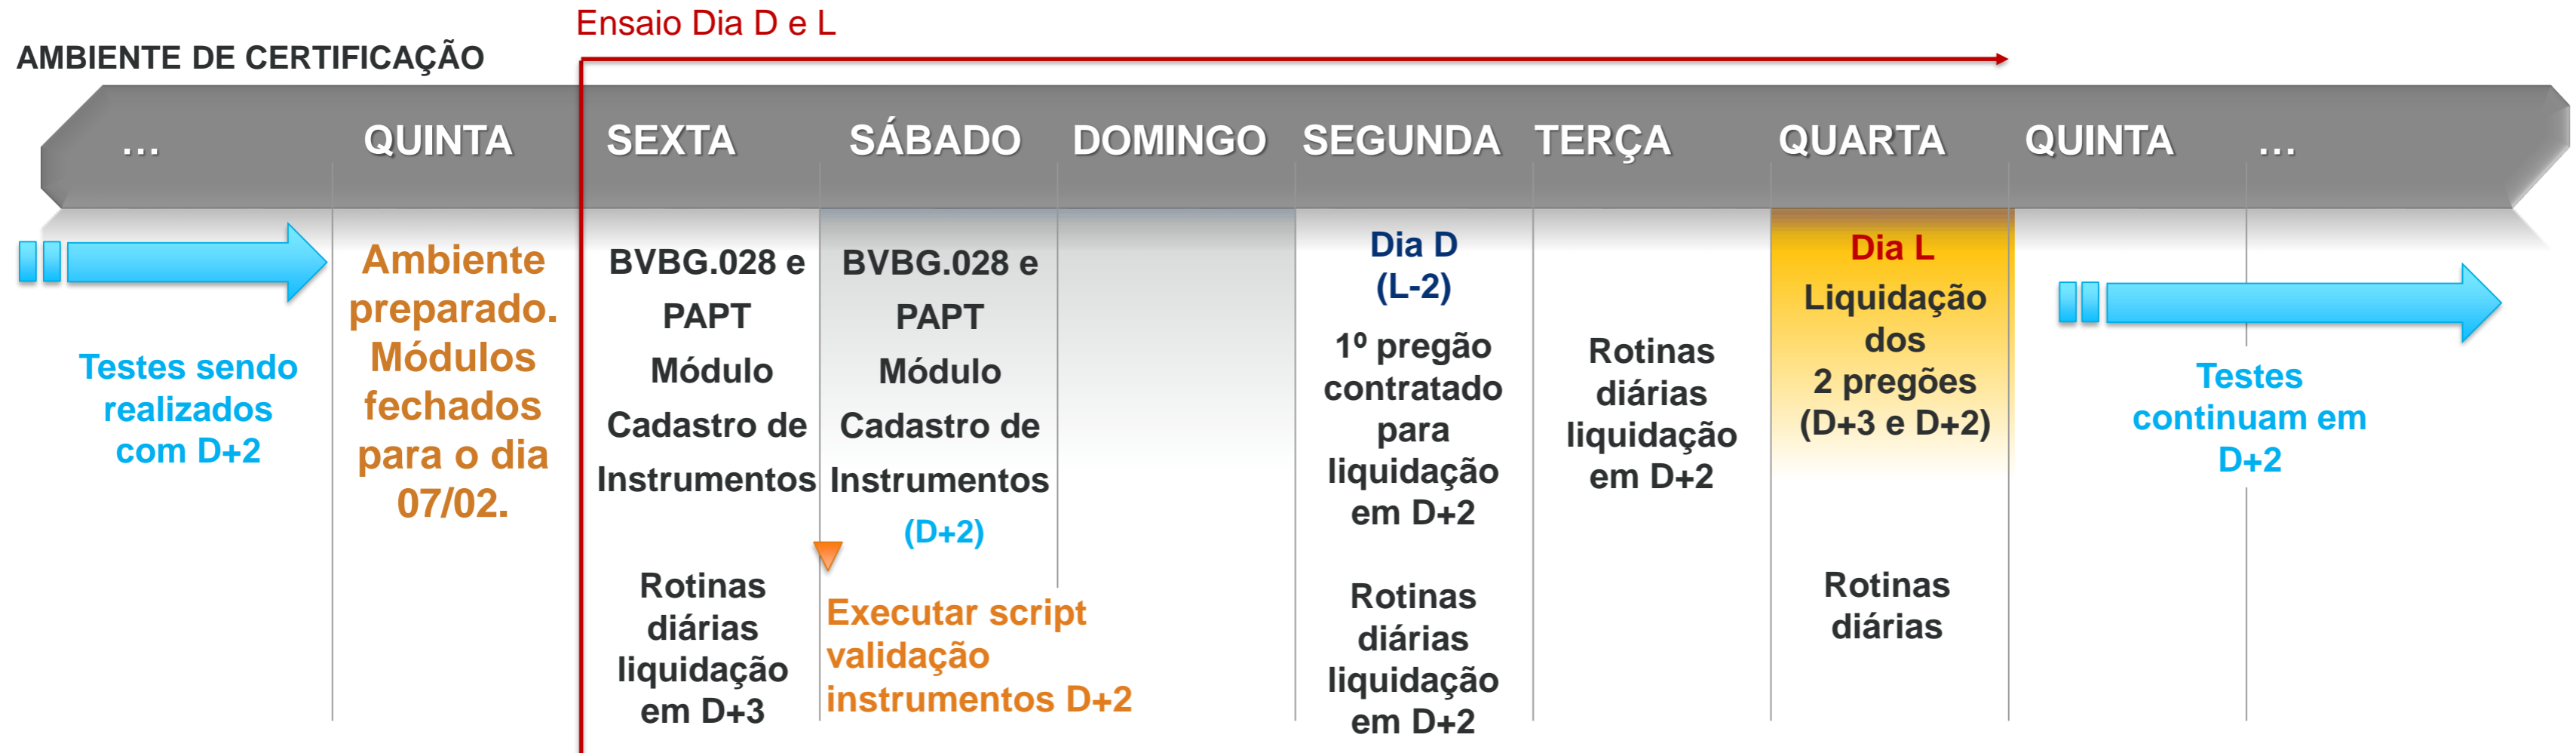 Ensaio Dia D e L
AMBIENTE DE CERTIFICAÇÃO
...
QUINTA
SEXTA
SÁBADO
DOMINGO
SEGUNDA
TERÇA
QUARTA
QUINTA
...
Testes sendo
realizados
com D+2
Ambiente
preparado.
Módulos
fechados
para o dia
07/02.
BVBG.028 e
PAPT
Módulo
Cadastro de
Instrumentos
Rotinas
diárias
liquidação
em D+3
BVBG.028 e
PAPT
Módulo
Cadastro de
Instrumentos
(D+2)
Executar script
validação
instrumentos D+2
Dia D
(L-2)
1º pregão
contratado
para
liquidação
em D+2
Rotinas
diárias
liquidação
em D+2
Rotinas
diárias
liquidação
em D+2
Dia L
Liquidação
dos
2 pregões
(D+3 e D+2)
Rotinas
diárias
Testes
continuam em
D+2